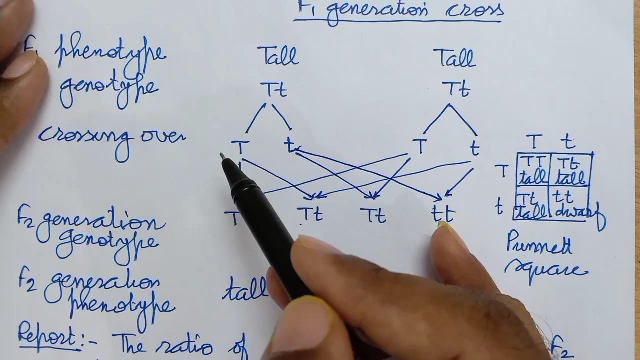 F1 generation cross
F1 phenotype Tall Tall
genotype Tt Tt
crossing over T t T t
T t
T TT tall Tt tall
t Tt tall tt dwarf
F2 generation genotype T Tt Tt tt
Punnett square
F2 generation phenotype tall
Report:- The ratio of F2